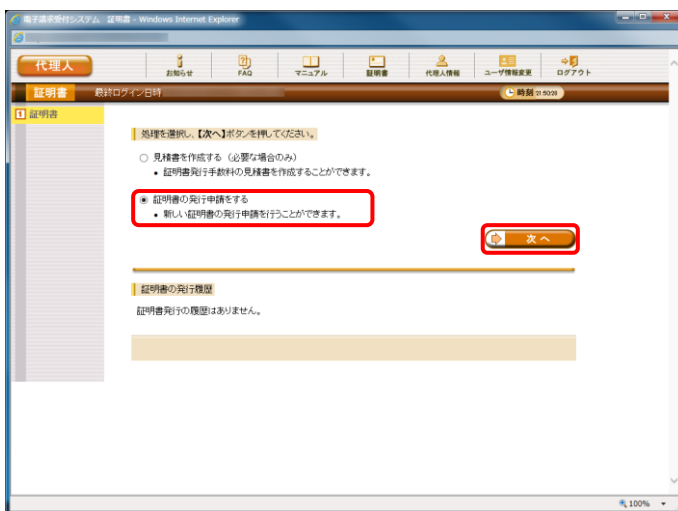 電子請求受付システム 証明書 - Windows Internet Explorer
代理人
お知らせ FAQ マニュアル 証明書 代理人情報 ユーザ情報変更 ログアウト
証明書 最終ログイン日時
時刻
1 証明書
処理を選択し、【次へ】ボタンを押してください。
見積書を作成する（必要な場合のみ）
• 証明書発行手数料の見積書を作成することができます。
証明書の発行申請をする
• 新しい証明書の発行申請を行うことができます。
次へ
証明書の発行履歴
証明書発行の履歴はありません。
100%